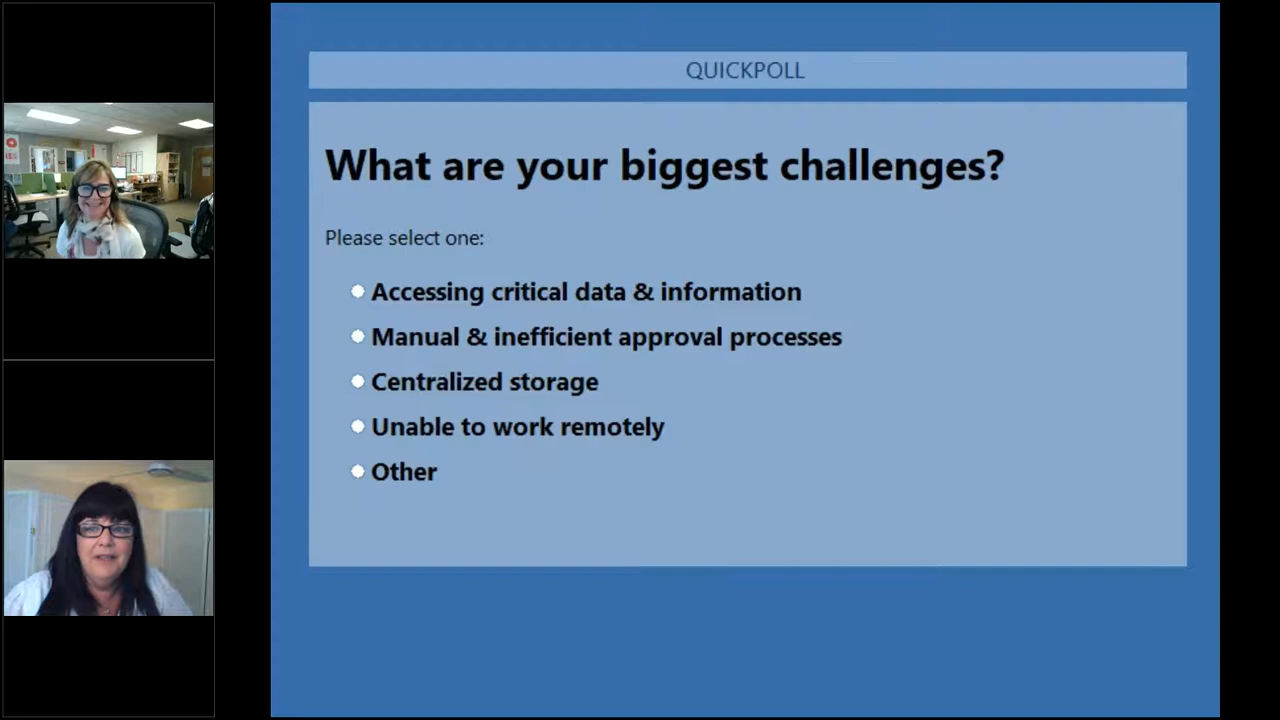 QUICKPOLL
What are your biggest challenges?
Please select one:
Accessing critical data & information
Manual & inefficient approval processes
Centralized storage
Unable to work remotely
Other